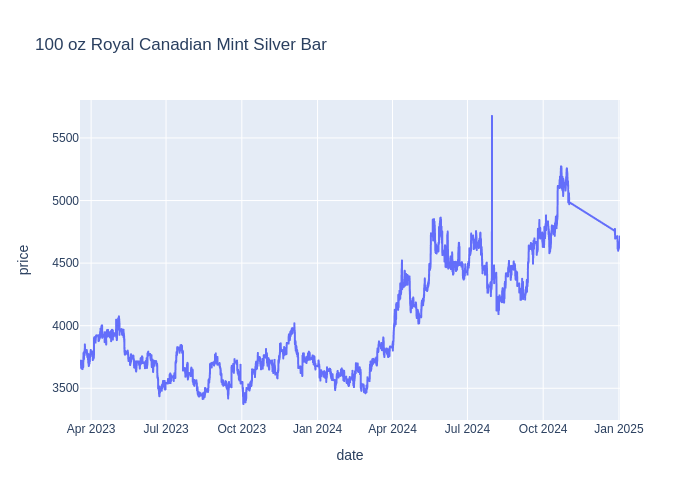 100 oz Royal Canadian Mint Silver Bar
5500
5000
4500
4000
3500
price
Apr 2023 Jul 2023 Oct 2023 Jan 2024 Apr 2024 Jul 2024 Oct 2024 Jan 2025
date